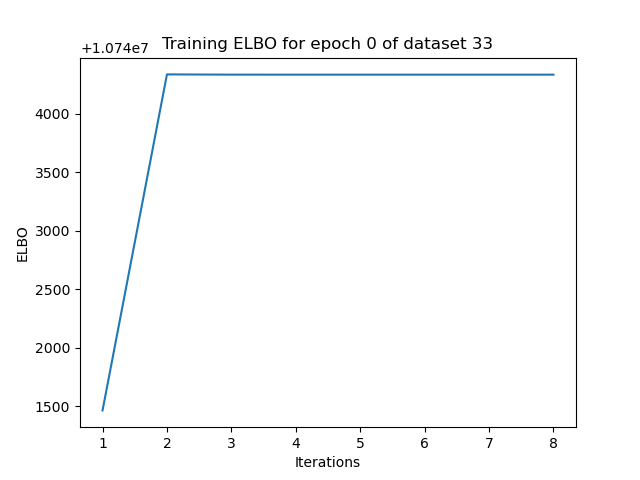 +1.074e7
Training ELBO for epoch 0 of dataset 33
4000
3500
3000
2500
2000
1500
ELBO
1 2 3 4 5 6 7 8
Iterations